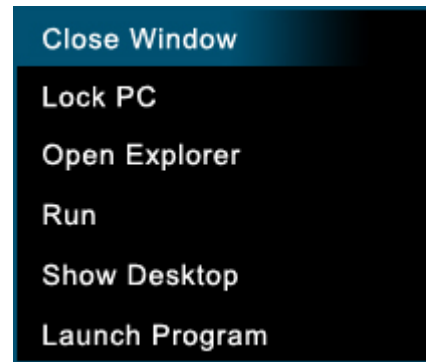 Close Window
Lock PC
Open Explorer
Run
Show Desktop
Launch Program